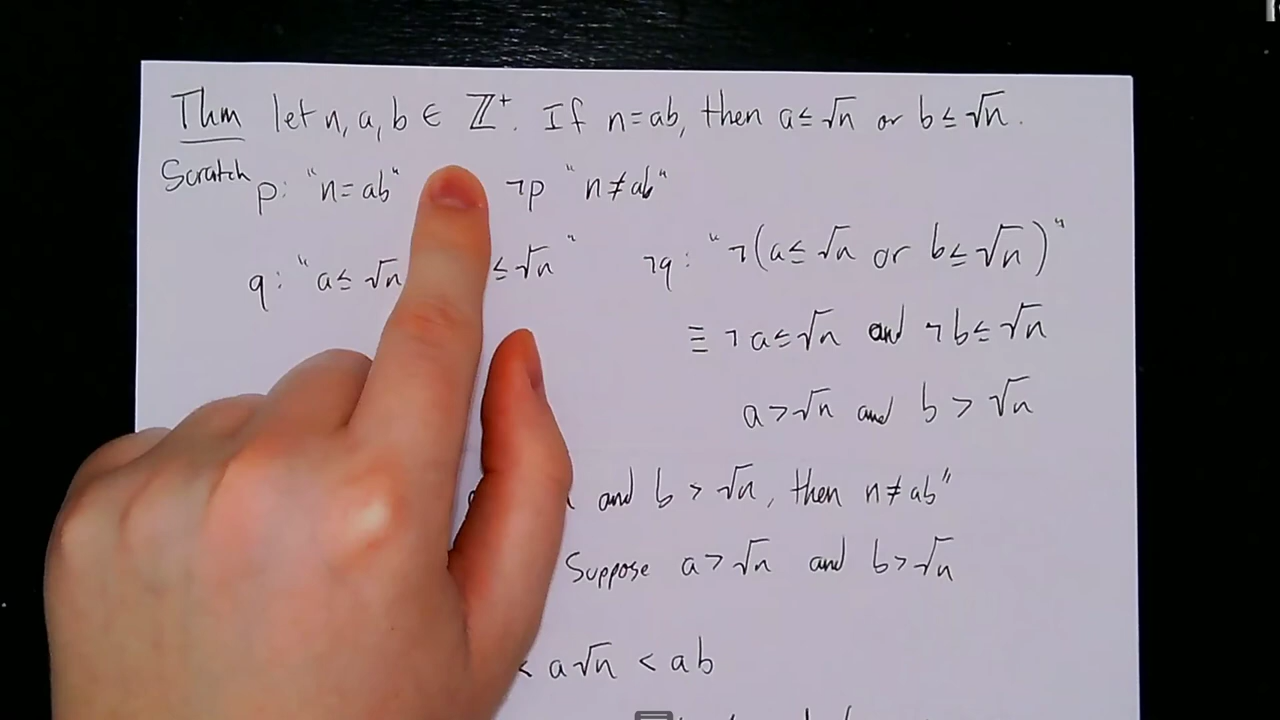 Thm let n, a, b ∈ ℤ⁺. If n=ab, then a≤√n or b≤√n.
Scratch p: "n=ab" ¬p "n≠ab"
q: "a≤√n ≤√n" ¬q: "¬(a≤√n or b≤√n)"
≡ ¬a≤√n and ¬b≤√n
a>√n and b>√n
and b>√n, then n≠ab"
Suppose a>√n and b>√n
< a√n < ab